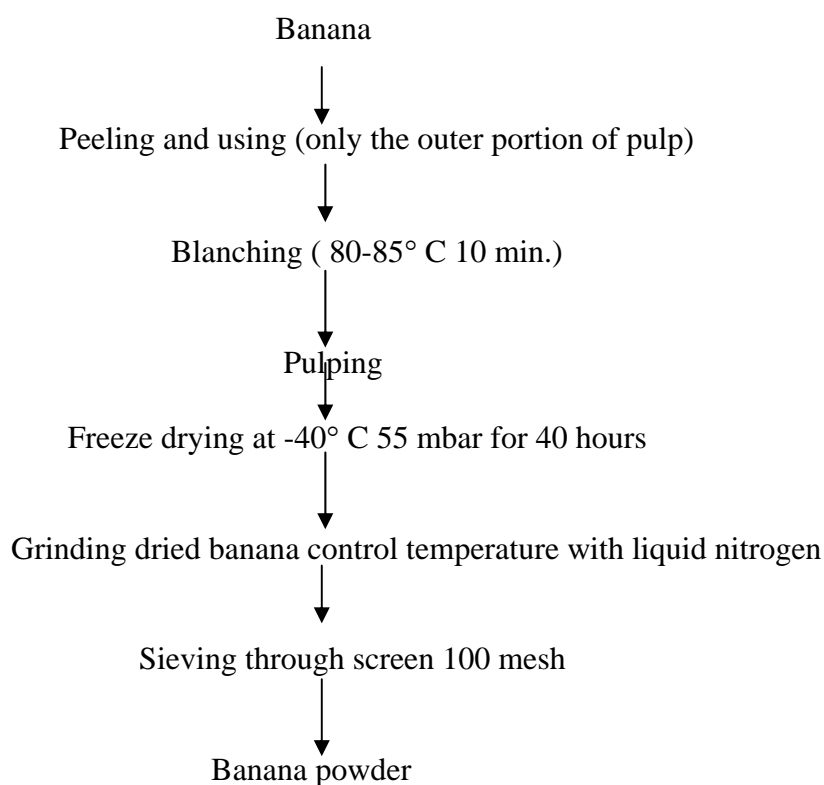 Banana
Peeling and using (only the outer portion of pulp)
Blanching ( 80-85° C 10 min.)
Pulping
Freeze drying at -40° C 55 mbar for 40 hours
Grinding dried banana control temperature with liquid nitrogen
Sieving through screen 100 mesh
Banana powder